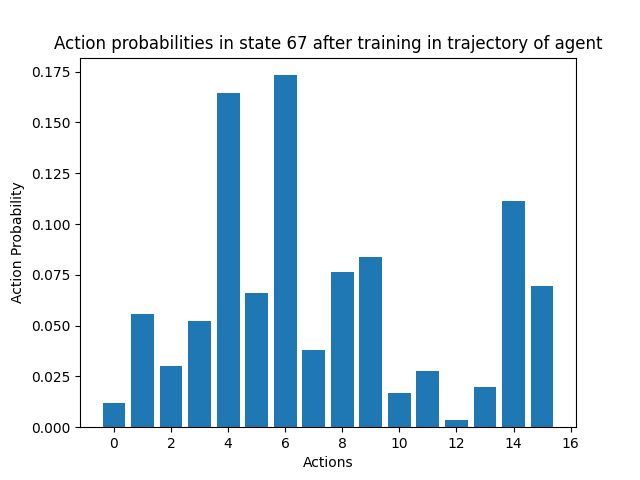 Action probabilities in state 67 after training in trajectory of agent
0.175
0.150
0.125
0.100
0.075
0.050
0.025
0.000
Action Probability
0 2 4 6 8 10 12 14 16
Actions